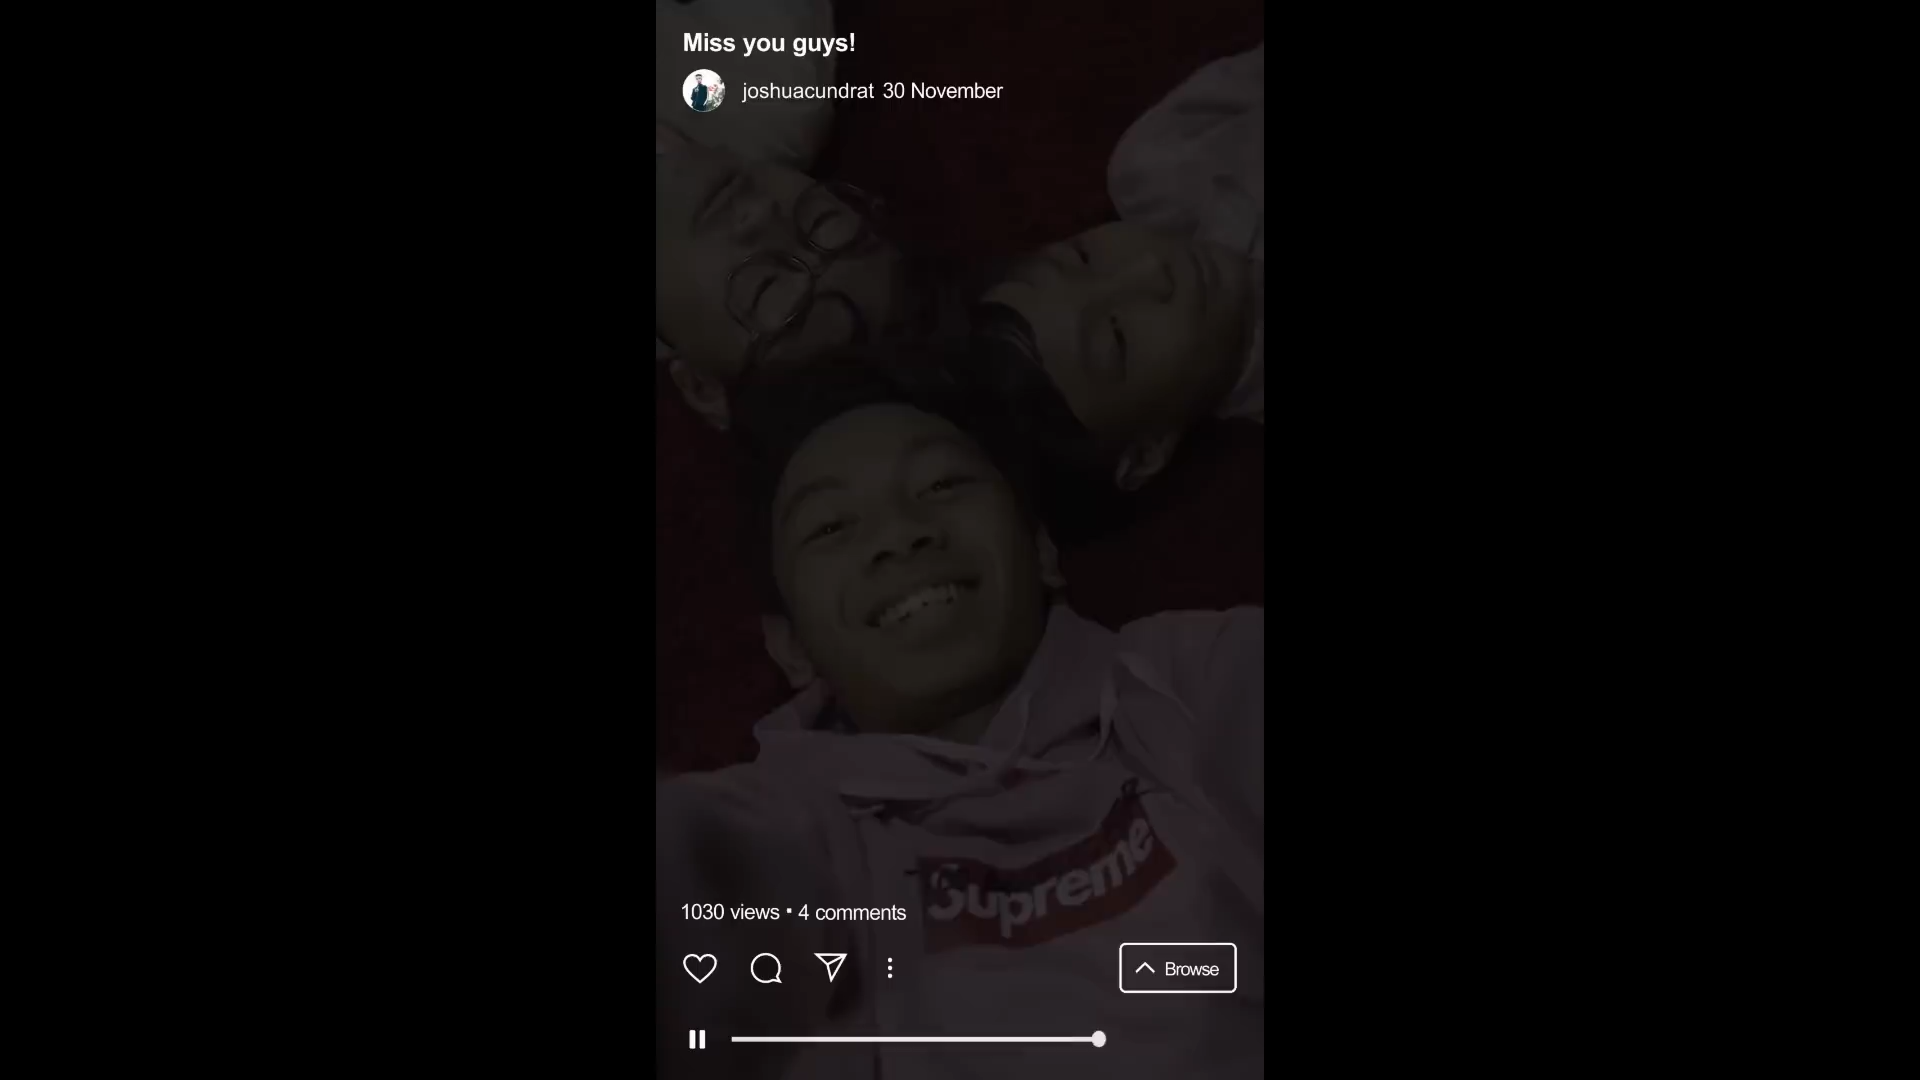 Miss you guys!
joshuacundrat 30 November
Supreme
1030 views • 4 comments
Browse